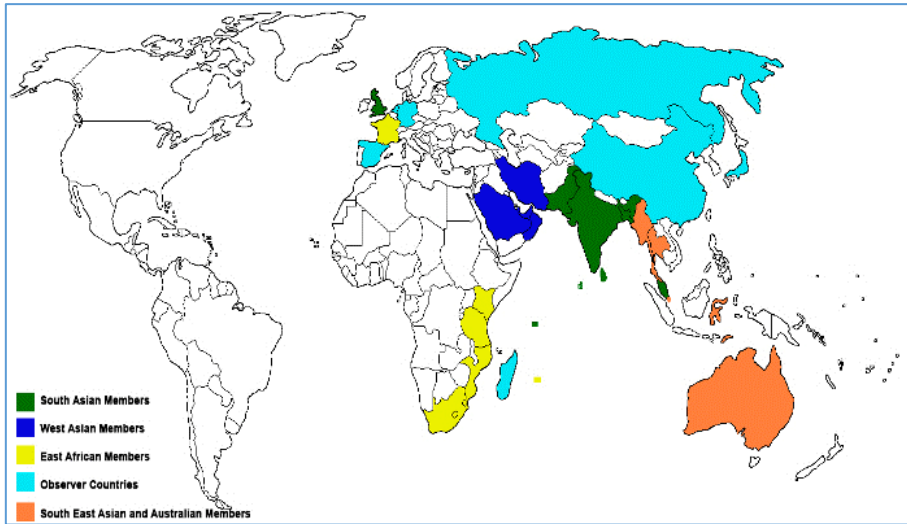 South Asian Members
West Asian Members
East African Members
Observer Countries
South East Asian and Australian Members